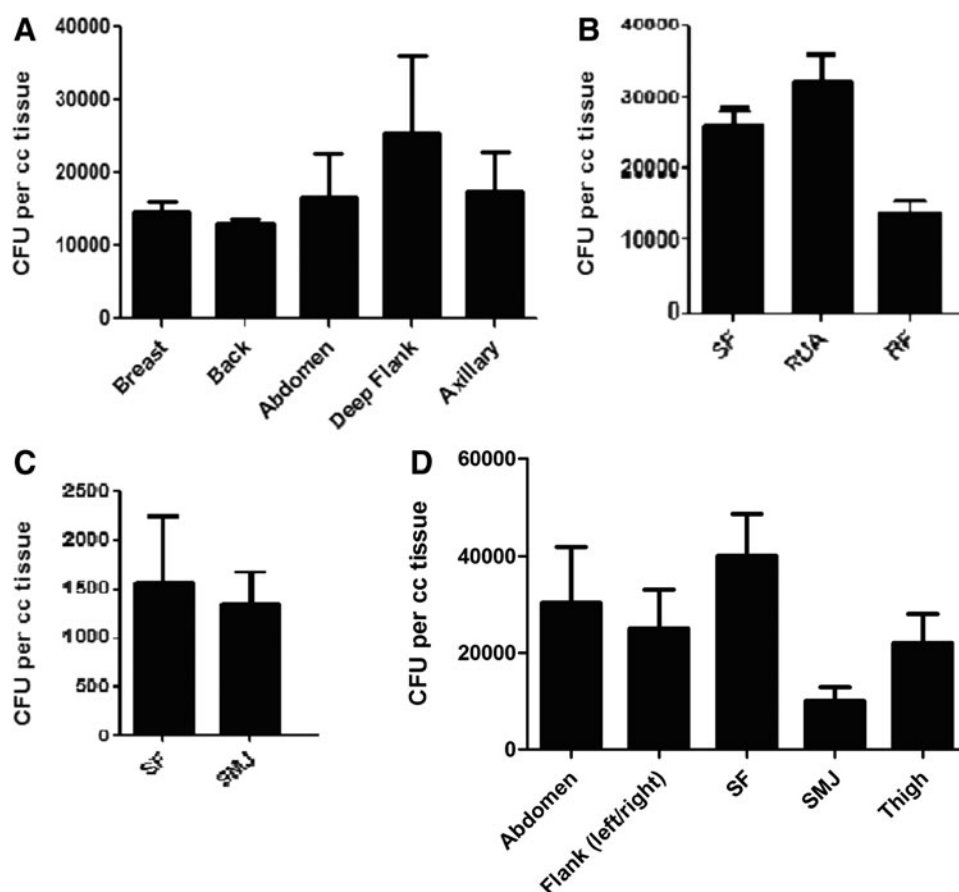 A
CFU per cc tissue
40000
30000
20000
10000
0
Breast
Back
Abdomen
Deep Flank
Axillary
B
CFU per cc tissue
40000
30000
20000
10000
0
SF
RUA
RF
C
CFU per cc tissue
2500
2000
1500
1000
500
0
SF
SMJ
D
CFU per cc tissue
60000
40000
20000
0
Abdomen
Flank (left/right)
SF
SMJ
Thigh